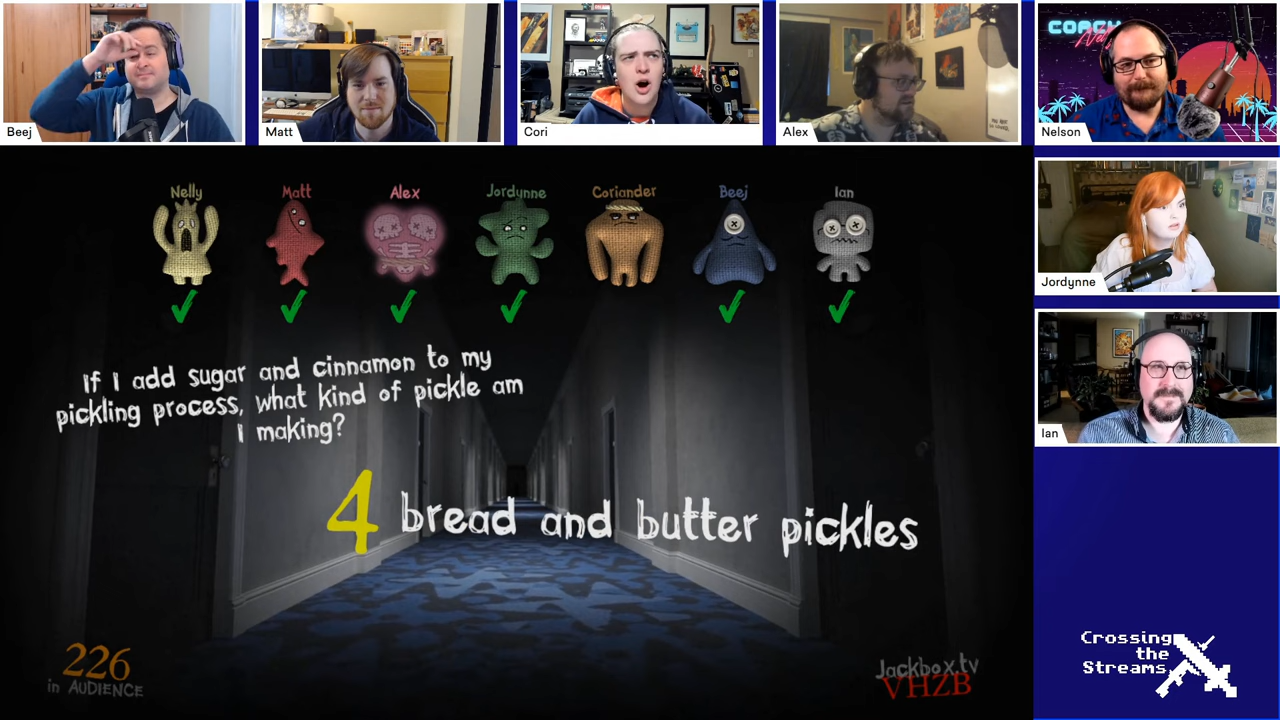 Beej
Matt
Cori
Alex
COACH
Nelson
Nelly
Matt
Alex
Jordynne
Coriander
Beej
Ian
Jordynne
If I add sugar and cinnamon to my
pickling process, what kind of pickle am
I making?
4 bread and butter pickles
Ian
226
in AUDIENCE
Jackbox.tv
VHZB
Crossing
the
Streams